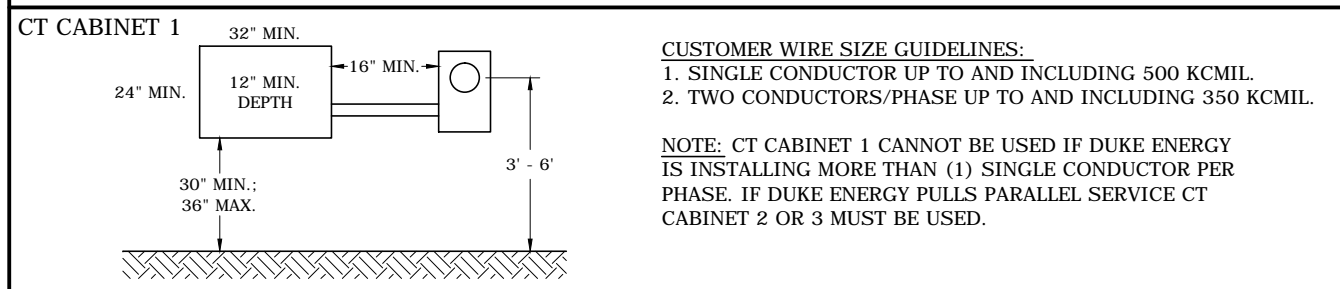 CT CABINET 1
32" MIN.
16" MIN.
24" MIN.
12" MIN.
DEPTH
3' - 6'
30" MIN.;
36" MAX.
CUSTOMER WIRE SIZE GUIDELINES:
1. SINGLE CONDUCTOR UP TO AND INCLUDING 500 KCMIL.
2. TWO CONDUCTORS/PHASE UP TO AND INCLUDING 350 KCMIL.
NOTE: CT CABINET 1 CANNOT BE USED IF DUKE ENERGY
IS INSTALLING MORE THAN (1) SINGLE CONDUCTOR PER
PHASE. IF DUKE ENERGY PULLS PARALLEL SERVICE CT
CABINET 2 OR 3 MUST BE USED.